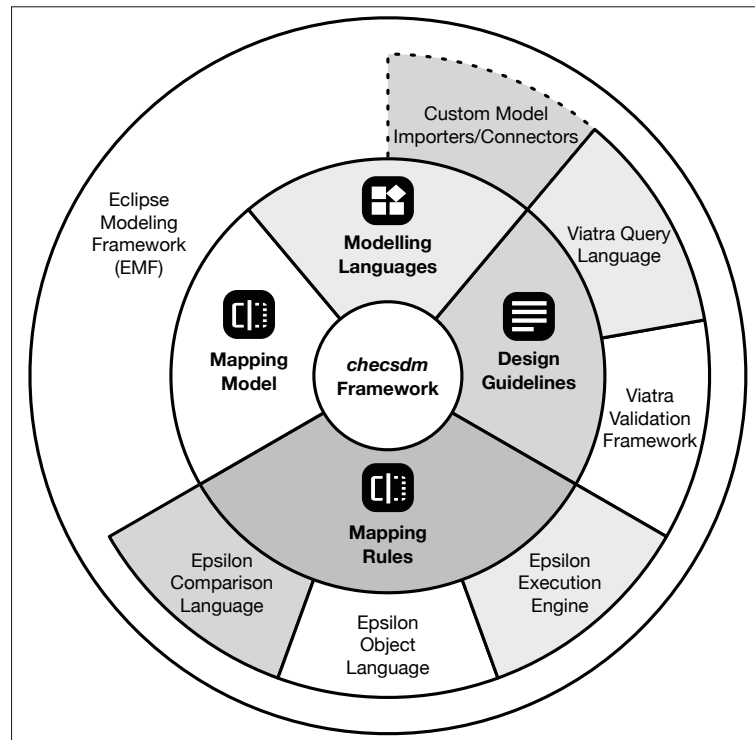 Custom Model
Importers/Connectors
Eclipse
Modeling
Framework
(EMF)
Viatra Query
Language
Modelling
Languages
Mapping
Model
checsdm
Framework
Design
Guidelines
Viatra
Validation
Framework
Mapping
Rules
Epsilon
Comparison
Language
Epsilon
Object
Language
Epsilon
Execution
Engine